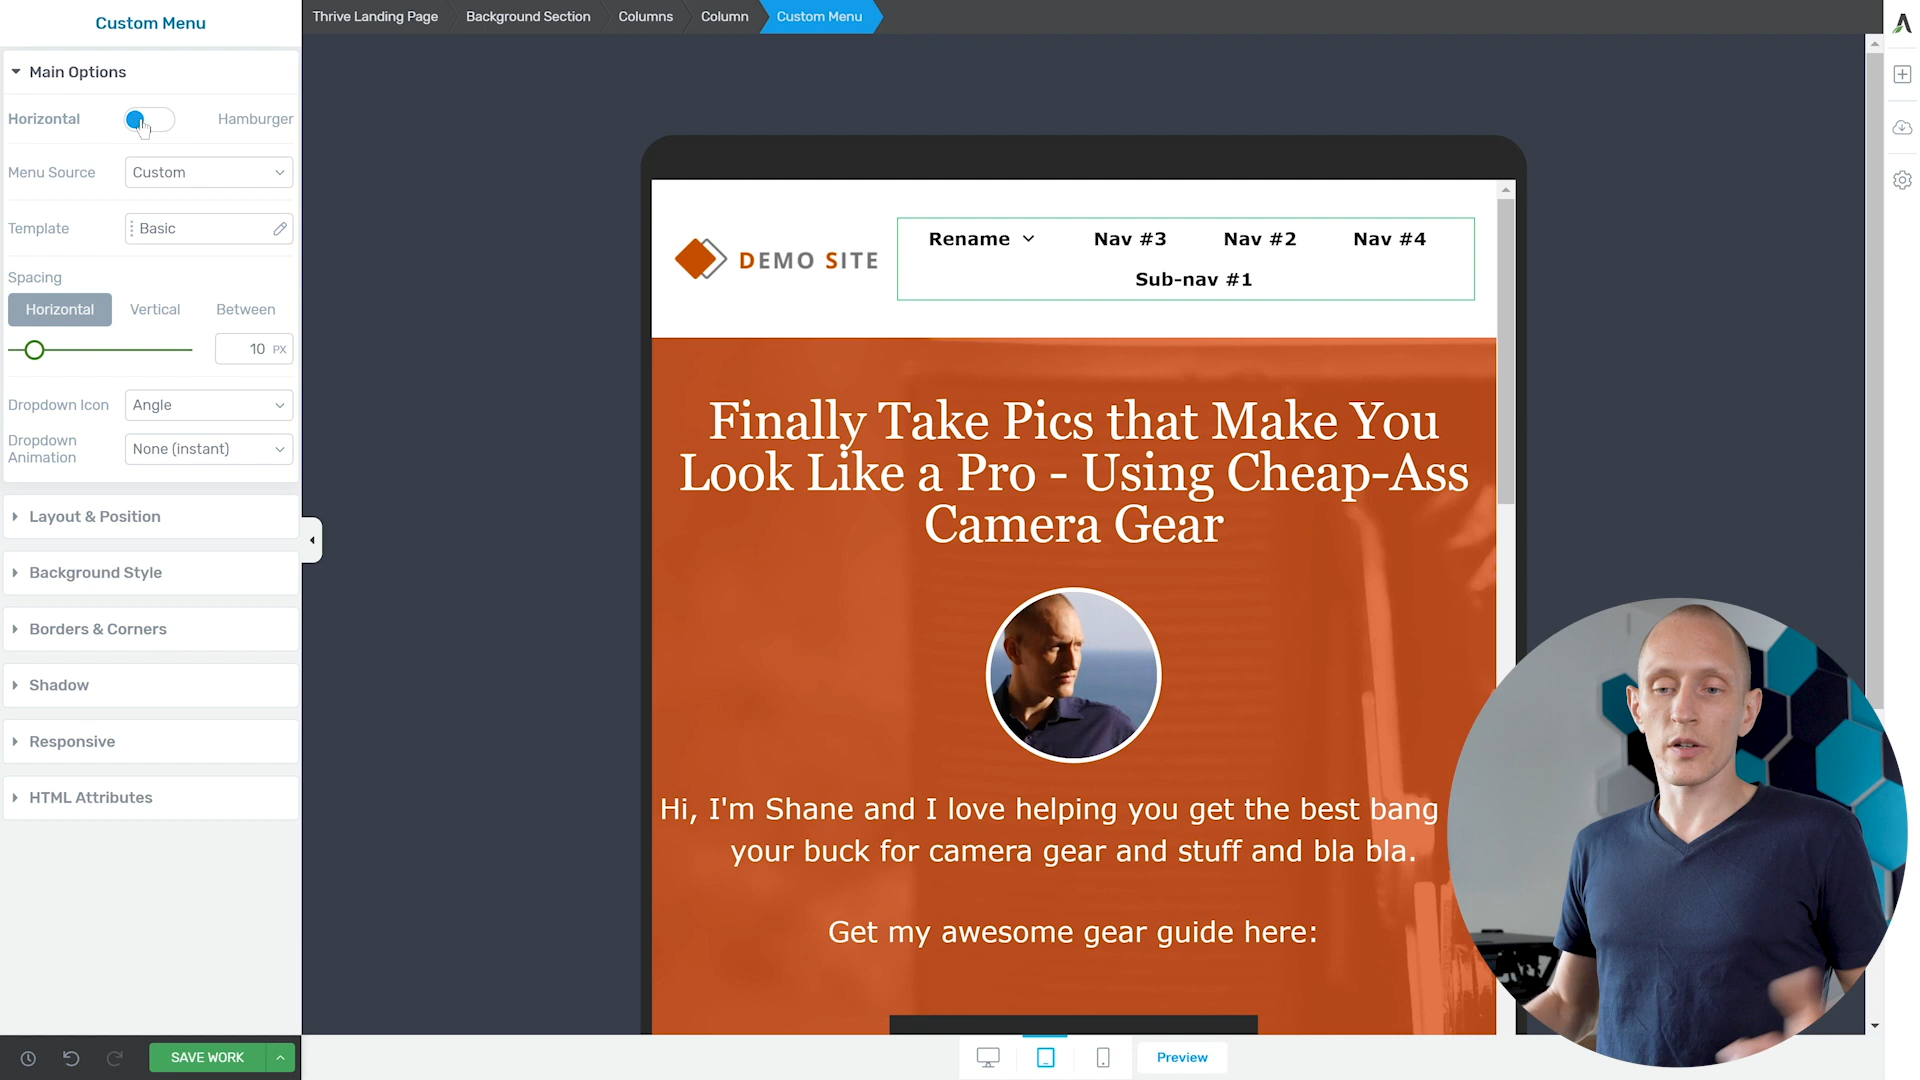 Custom Menu
Thrive Landing Page
Background Section
Columns
Column
Custom Menu
Main Options
Horizontal
Hamburger
Menu Source
Custom
Template
Basic
Spacing
Horizontal
Vertical
Between
10 PX
Dropdown Icon
Angle
Dropdown
Animation
None (instant)
Layout & Position
Background Style
Borders & Corners
Shadow
Responsive
HTML Attributes
SAVE WORK
DEMO SITE
Rename
Nav #3
Nav #2
Nav #4
Sub-nav #1
Finally Take Pics that Make You
Look Like a Pro - Using Cheap-Ass
Camera Gear
Hi, I'm Shane and I love helping you get the best bang
your buck for camera gear and stuff and bla bla.
Get my awesome gear guide here:
Preview